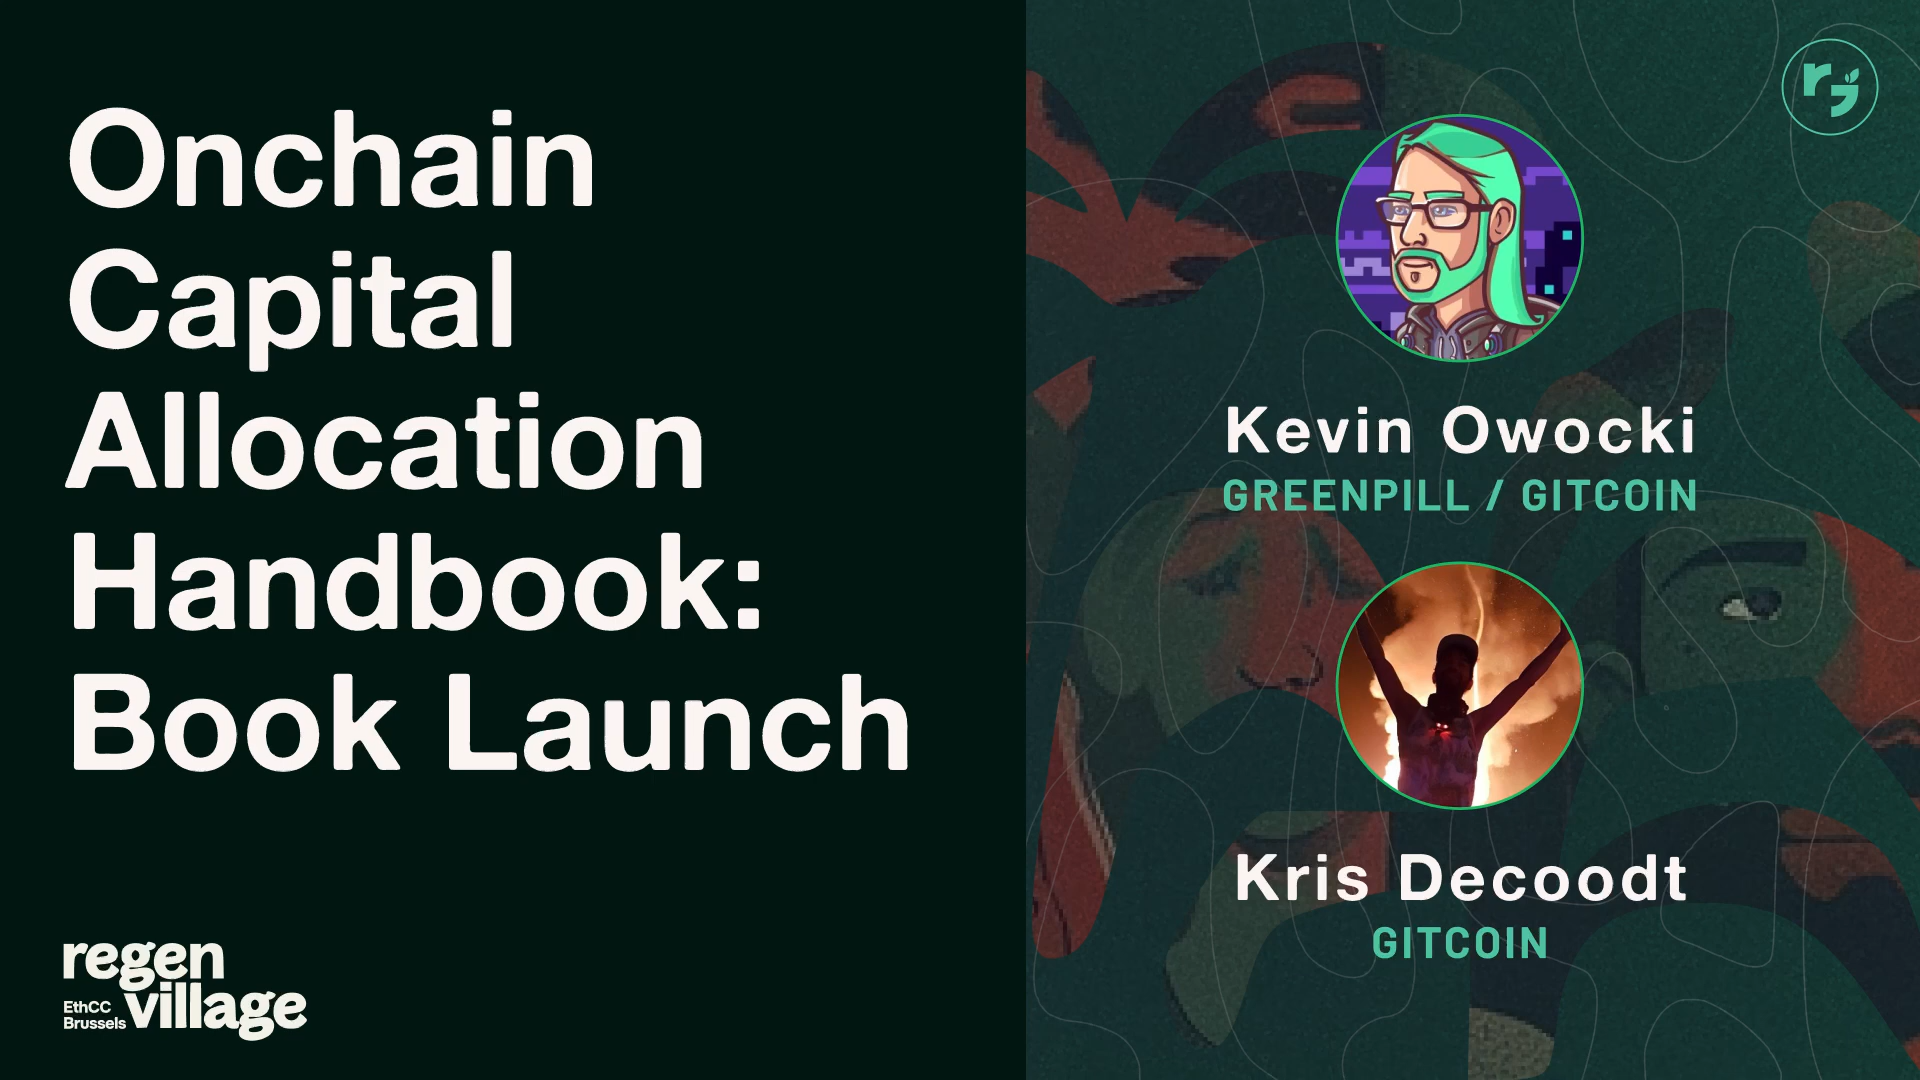 Onchain
Capital
Allocation
Handbook:
Book Launch
regen
EthCC
Brussels
village
Kevin Owocki
GREENPILL / GITCOIN
Kris Decoodt
GITCOIN